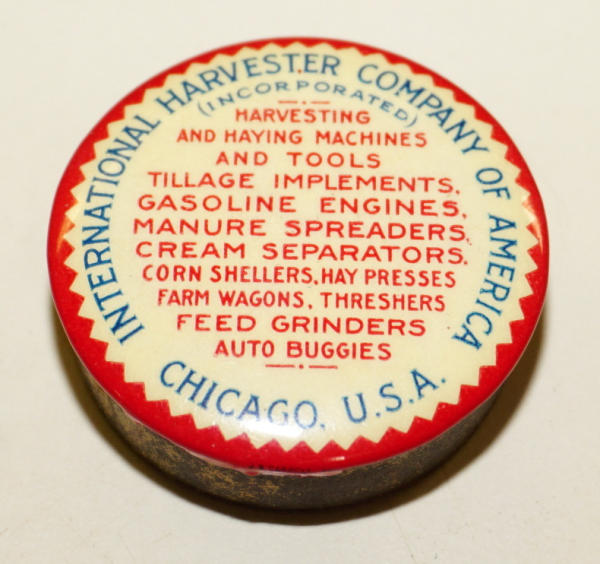 INTERNATIONAL HARVESTER COMPANY OF AMERICA
(INCORPORATED)
HARVESTING
AND HAYING MACHINES
AND TOOLS
TILLAGE IMPLEMENTS,
GASOLINE ENGINES,
MANURE SPREADERS,
CREAM SEPARATORS,
CORN SHELLERS, HAY PRESSES
FARM WAGONS, THRESHERS
FEED GRINDERS
AUTO BUGGIES
CHICAGO, U.S.A.